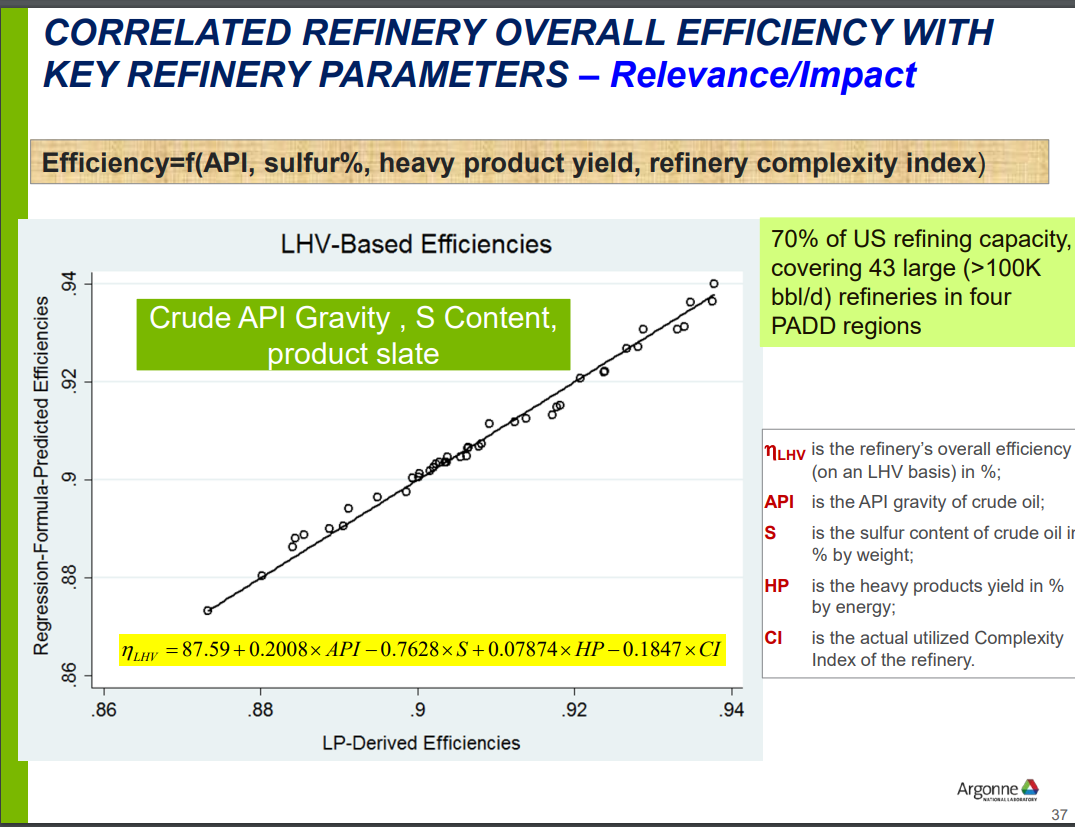 CORRELATED REFINERY OVERALL EFFICIENCY WITH
KEY REFINERY PARAMETERS – Relevance/Impact
Efficiency=f(API, sulfur%, heavy product yield, refinery complexity index)
LHV-Based Efficiencies
Crude API Gravity , S Content,
product slate
Regression-Formula-Predicted Efficiencies
.94
.92
.9
.88
.86
η_LHV = 87.59 + 0.2008 × API − 0.7628 × S + 0.07874 × HP − 0.1847 × CI
.86 .88 .9 .92 .94
LP-Derived Efficiencies
70% of US refining capacity,
covering 43 large (>100K
bbl/d) refineries in four
PADD regions
ηLHV is the refinery’s overall efficiency
(on an LHV basis) in %;
API is the API gravity of crude oil;
S is the sulfur content of crude oil in
% by weight;
HP is the heavy products yield in %
by energy;
CI is the actual utilized Complexity
Index of the refinery.
Argonne
NATIONAL LABORATORY
37